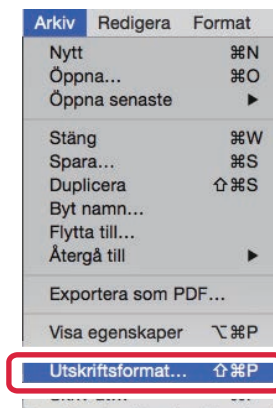 Arkiv Redigera Format
Nytt ⌘N
Öppna... ⌘O
Öppna senaste ▶
Stäng ⌘W
Spara... ⌘S
Duplicera ⇧⌘S
Byt namn...
Flytta till...
Återgå till ▶
Exportera som PDF...
Visa egenskaper ⌥⌘P
Utskriftsformat... ⇧⌘P